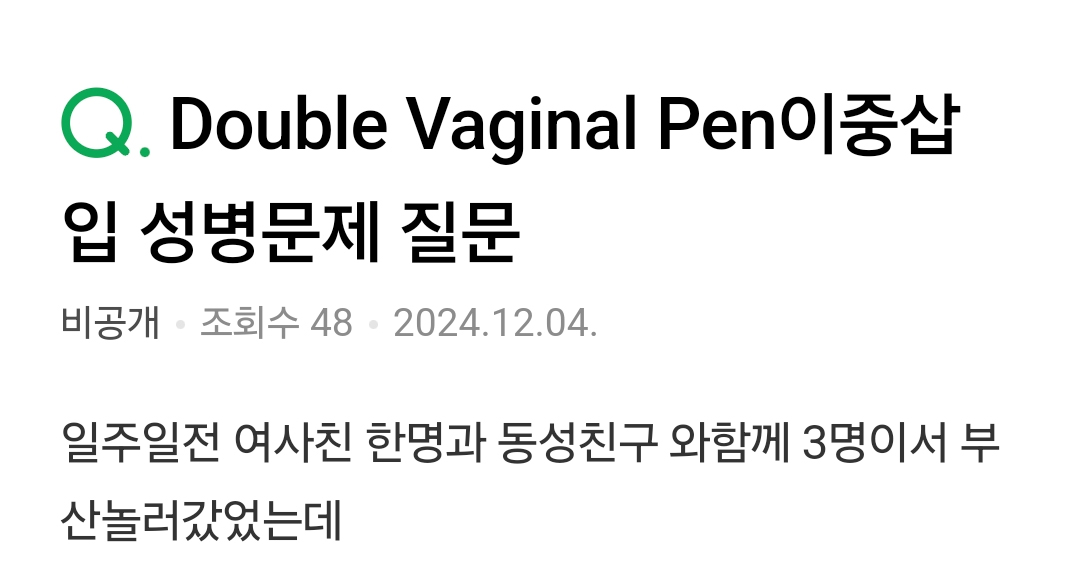 Q. Double Vaginal Pen이중삽
입 성병문제 질문
비공개 • 조회수 48 • 2024.12.04.
일주일전 여사친 한명과 동성친구 와함께 3명이서 부
산놀러갔었는데